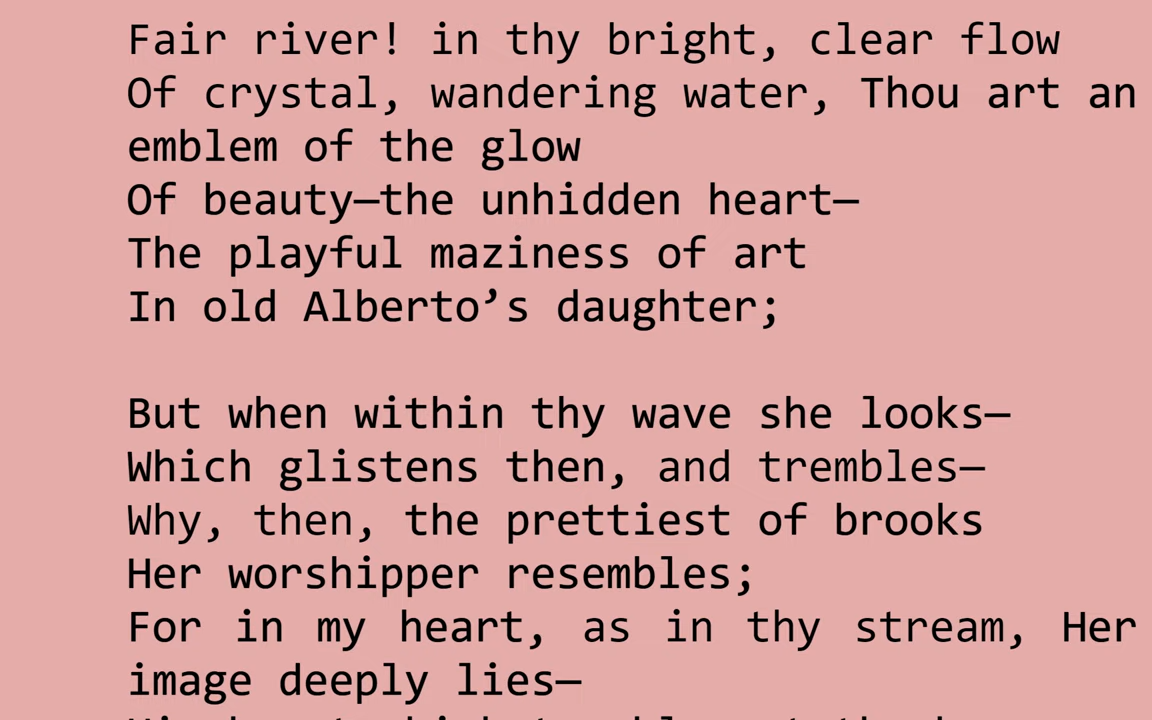 Fair river! in thy bright, clear flow
Of crystal, wandering water, Thou art an
emblem of the glow
Of beauty—the unhidden heart—
The playful maziness of art
In old Alberto’s daughter;
But when within thy wave she looks—
Which glistens then, and trembles—
Why, then, the prettiest of brooks
Her worshipper resembles;
For in my heart, as in thy stream, Her
image deeply lies—